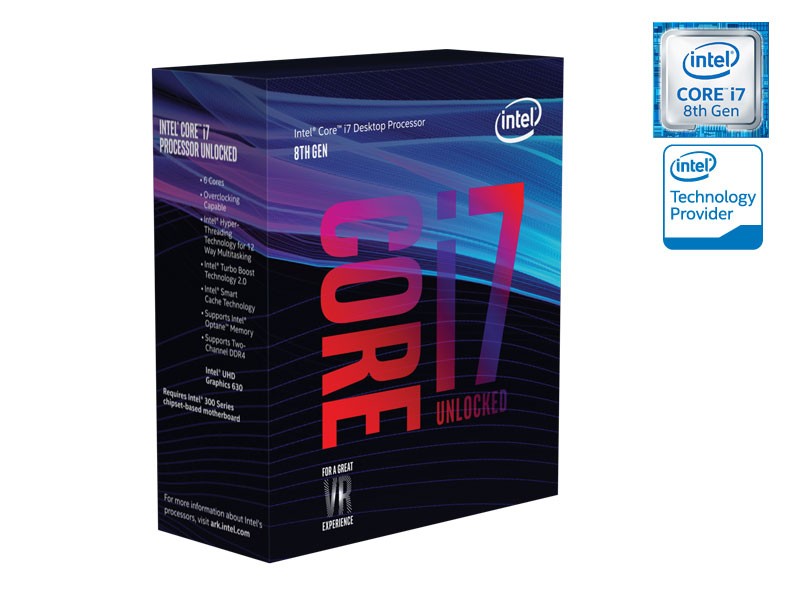 INTEL® CORE™ i7
PROCESSOR UNLOCKED
• 6 Cores
• Overclocking
Capable
• Intel® Hyper-
Threading
Technology for 12
Way Multitasking
• Intel® Turbo Boost
Technology 2.0
• Intel® Smart
Cache Technology
• Supports Intel®
Optane™ Memory
• Supports Two-
Channel DDR4
Intel® UHD
Graphics 630
Requires Intel® 300 Series
chipset-based motherboard
For more information about Intel's
processors, visit ark.intel.com
Intel® Core™ i7 Desktop Processor
8TH GEN
intel®
CORE
i7
UNLOCKED
FOR A GREAT
VR
EXPERIENCE
intel®
CORE™ i7
8th Gen
intel®
Technology
Provider